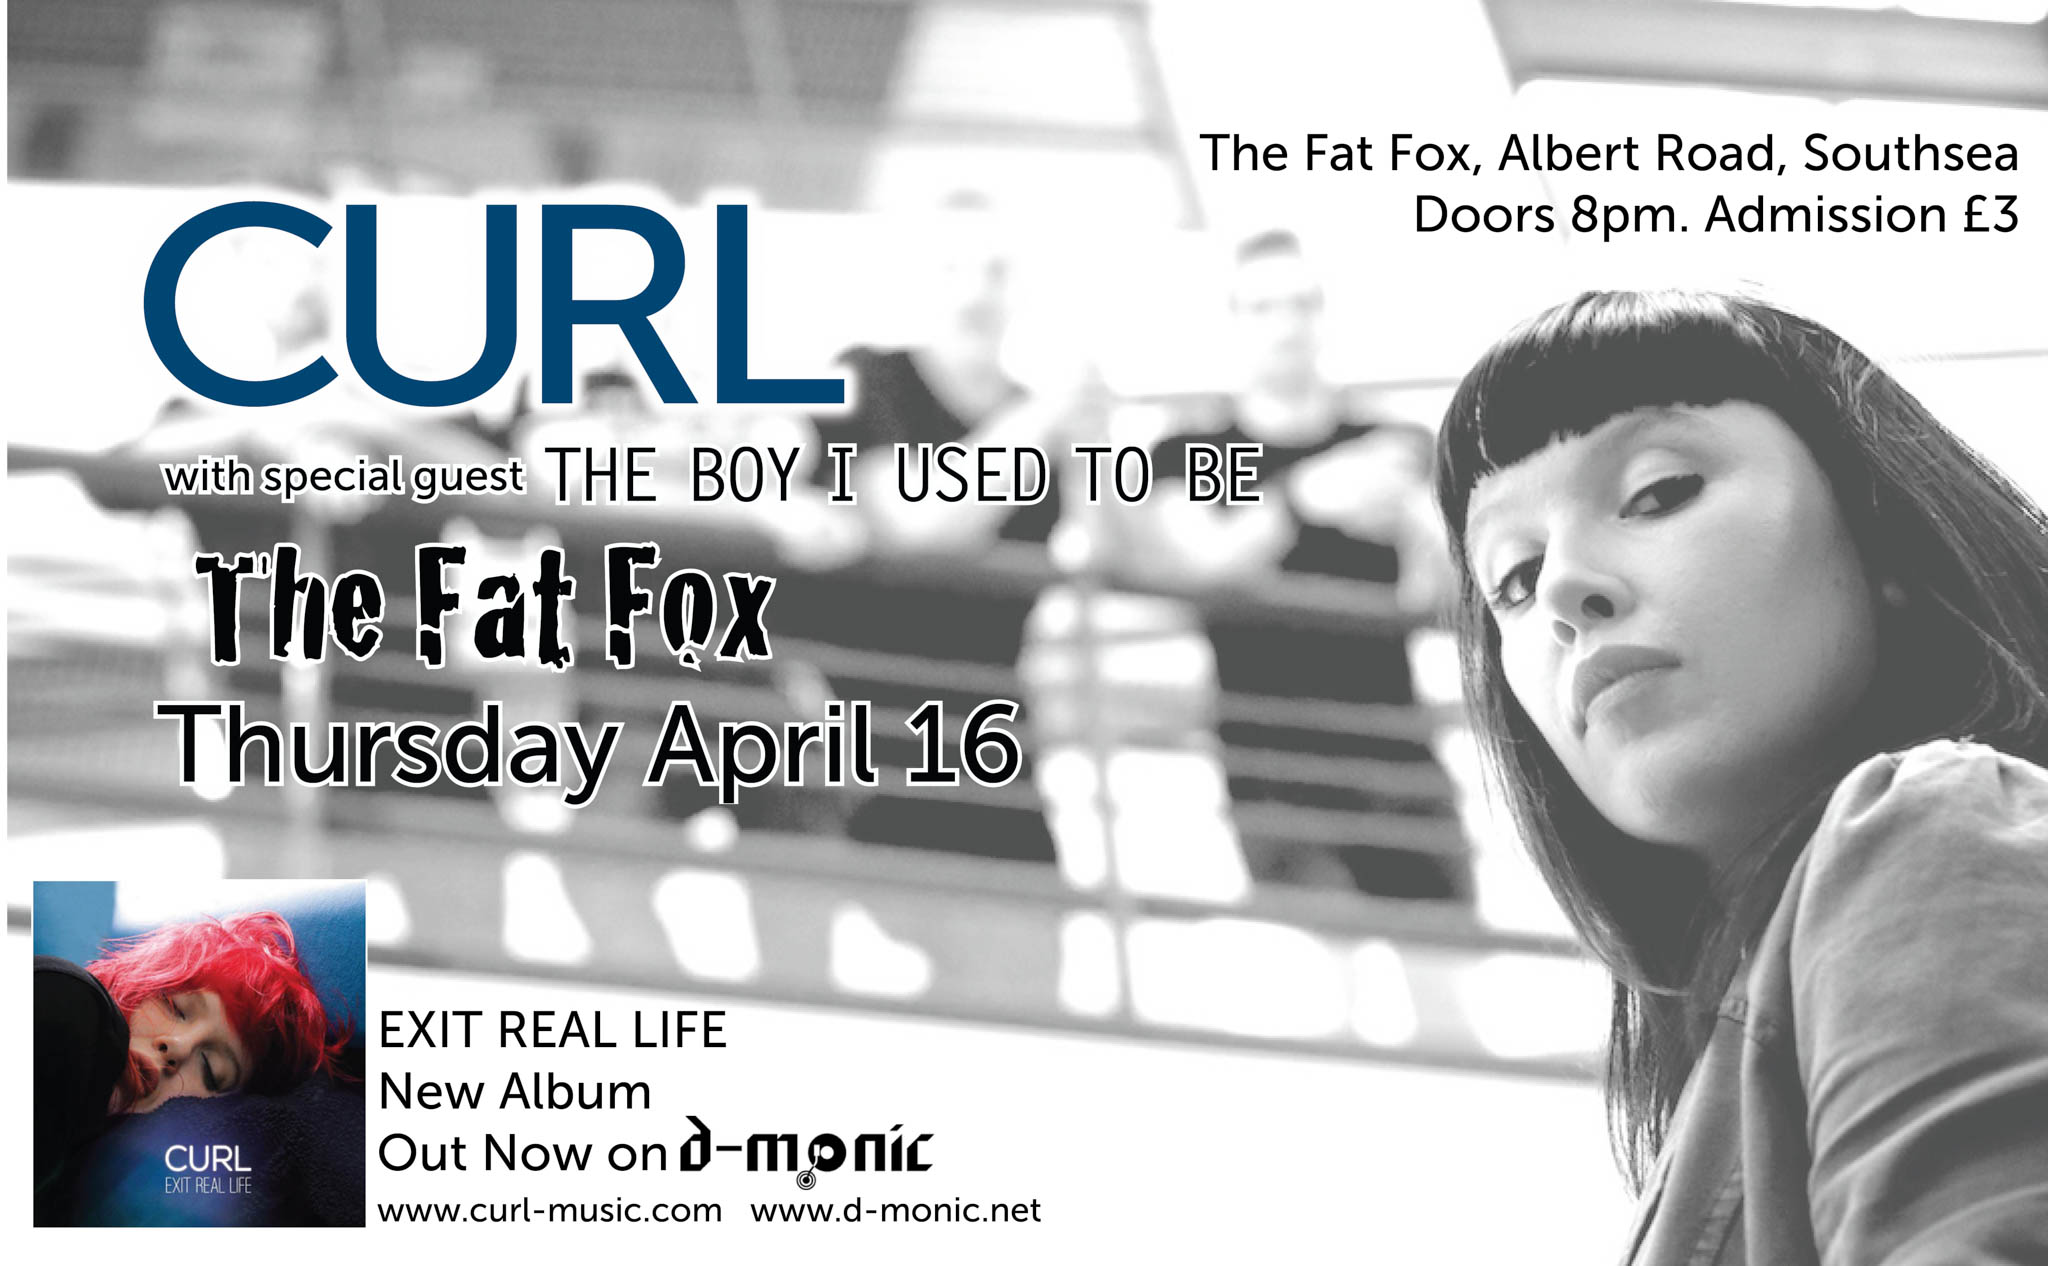 The Fat Fox, Albert Road, Southsea
Doors 8pm. Admission £3
CURL
with special guest THE BOY I USED TO BE
The Fat Fox
Thursday April 16
CURL
EXIT REAL LIFE
EXIT REAL LIFE
New Album
Out Now on d-monic
www.curl-music.com www.d-monic.net